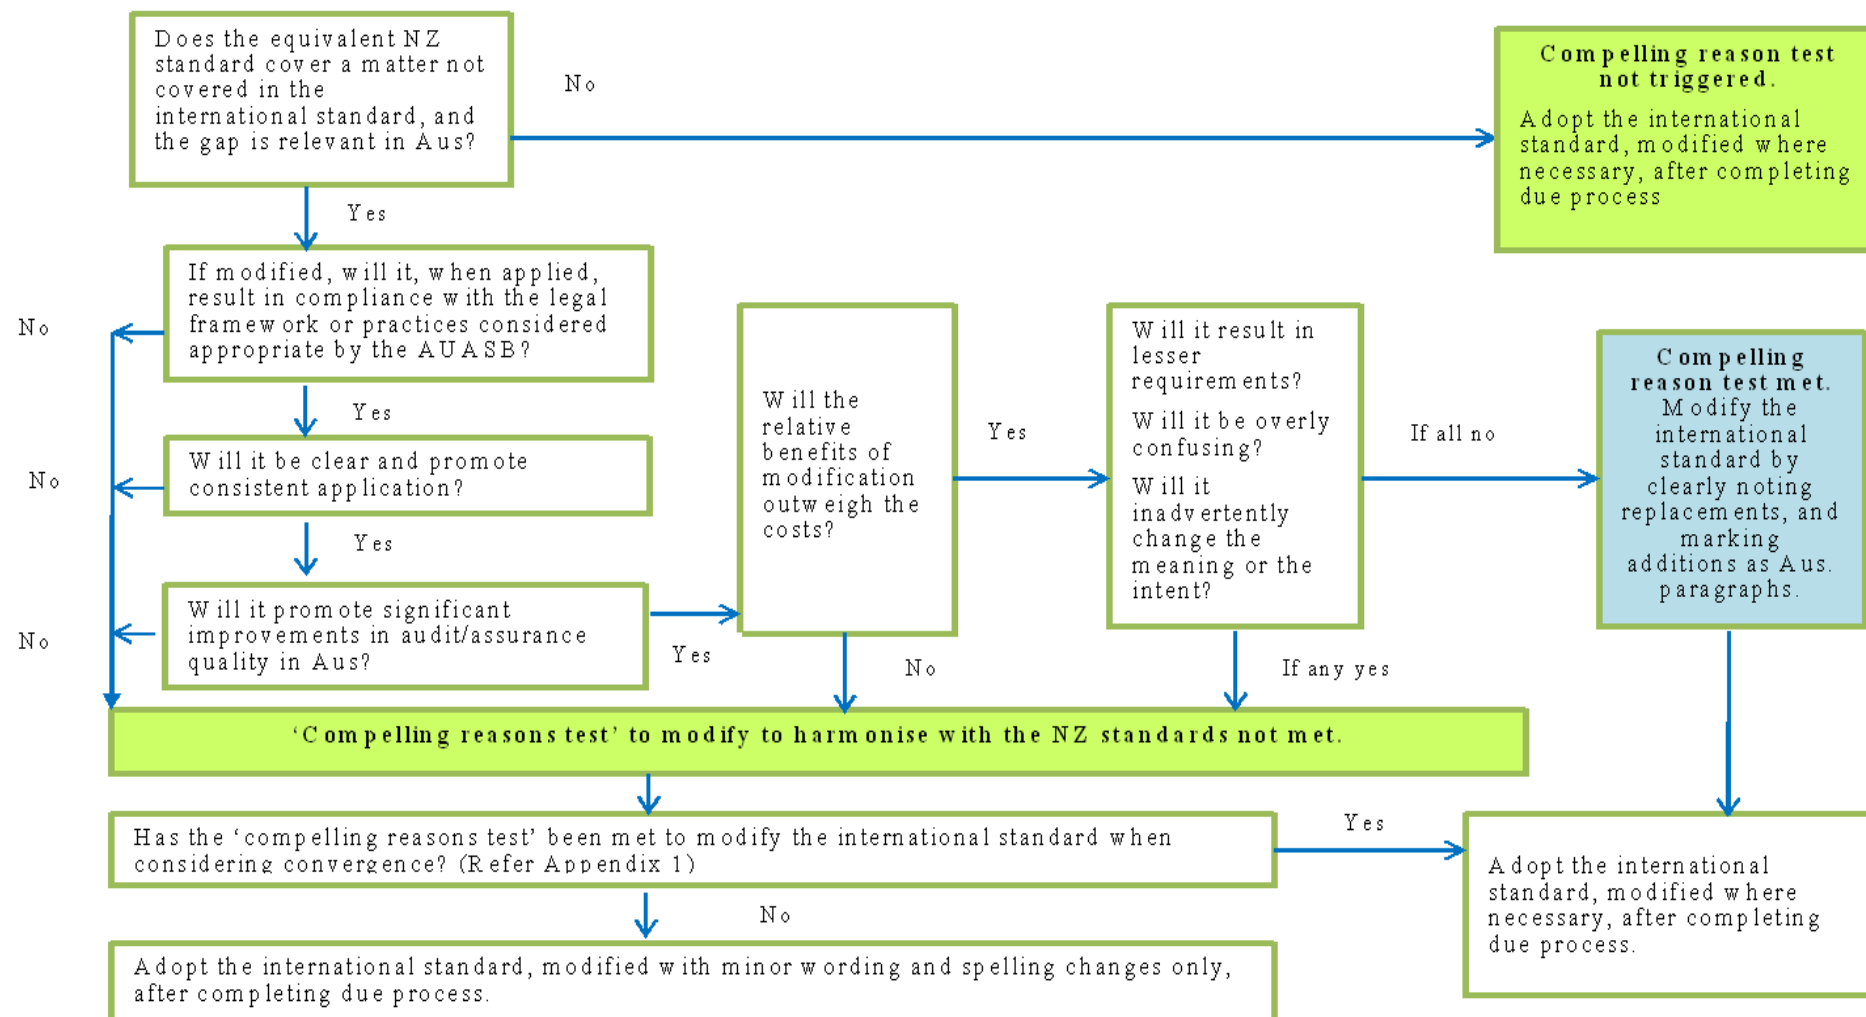 Does the equivalent NZ
standard cover a matter not
covered in the
international standard, and
the gap is relevant in Aus?
No
Compelling reason test
not triggered.
Adopt the international
standard, modified where
necessary, after completing
due process
Yes
If modified, will it, when applied,
result in compliance with the legal
framework or practices considered
appropriate by the AUASB?
No
Yes
Will it be clear and promote
consistent application?
No
Yes
Will it promote significant
improvements in audit/assurance
quality in Aus?
No
Yes
Will the
relative
benefits of
modification
outweigh the
costs?
Yes
No
Will it result in
lesser
requirements?
Will it be overly
confusing?
Will it
inadvertently
change the
meaning or the
intent?
If all no
If any yes
Compelling
reason test met.
Modify the
international
standard by
clearly noting
replacements, and
marking
additions as Aus.
paragraphs.
‘Compelling reasons test’ to modify to harmonise with the NZ standards not met.
Has the ‘compelling reasons test’ been met to modify the international standard when
considering convergence? (Refer Appendix 1)
Yes
No
Adopt the international
standard, modified where
necessary, after completing
due process.
Adopt the international standard, modified with minor wording and spelling changes only,
after completing due process.